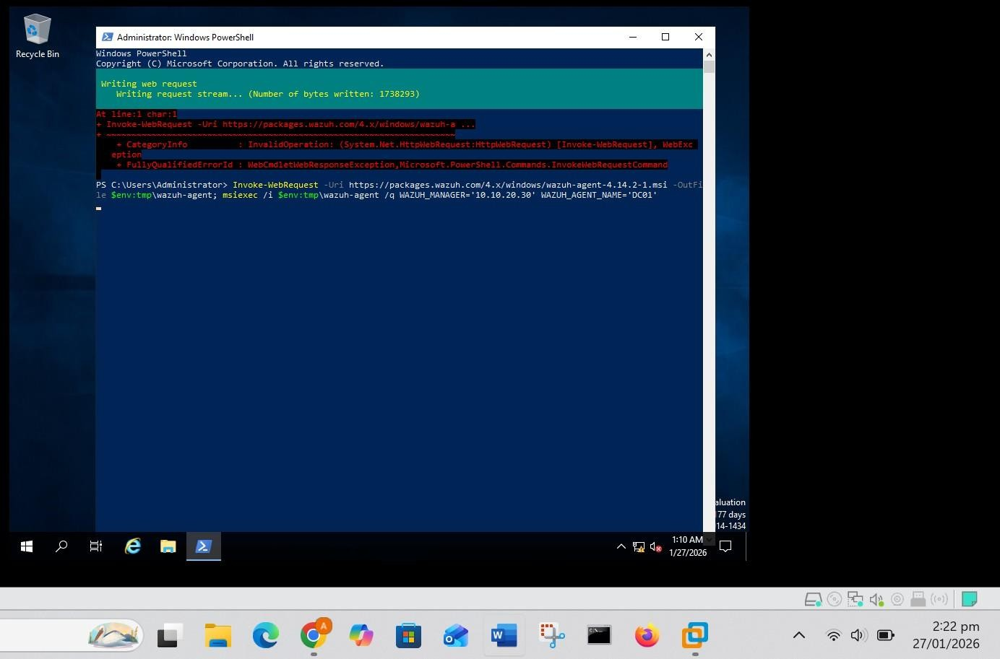 Recycle Bin
Administrator: Windows PowerShell
Windows PowerShell
Copyright (C) Microsoft Corporation. All rights reserved.
Writing web request
Writing request stream... (Number of bytes written: 1738293)
At line:1 char:1
+ Invoke-WebRequest -Uri https://packages.wazuh.com/4.x/windows/wazuh-a ...
+ ~~~~~~~~~~~~~~~~~~~~~~~~~~~~~~~~~~~~~~~~~~~~~~~~~~~~~~~~~~~~~~~~~~~~~
+ CategoryInfo          : InvalidOperation: (System.Net.HttpWebRequest:HttpWebRequest) [Invoke-WebRequest], WebExc
eption
+ FullyQualifiedErrorId : WebCmdletWebResponseException,Microsoft.PowerShell.Commands.InvokeWebRequestCommand
PS C:\Users\Administrator> Invoke-WebRequest -Uri https://packages.wazuh.com/4.x/windows/wazuh-agent-4.14.2-1.msi -OutFi
le $env:tmp\wazuh-agent; msiexec /i $env:tmp\wazuh-agent /q WAZUH_MANAGER='10.10.20.30' WAZUH_AGENT_NAME='DC01'
aluation
177 days
14-1434
1:10 AM
1/27/2026
2:22 pm
27/01/2026